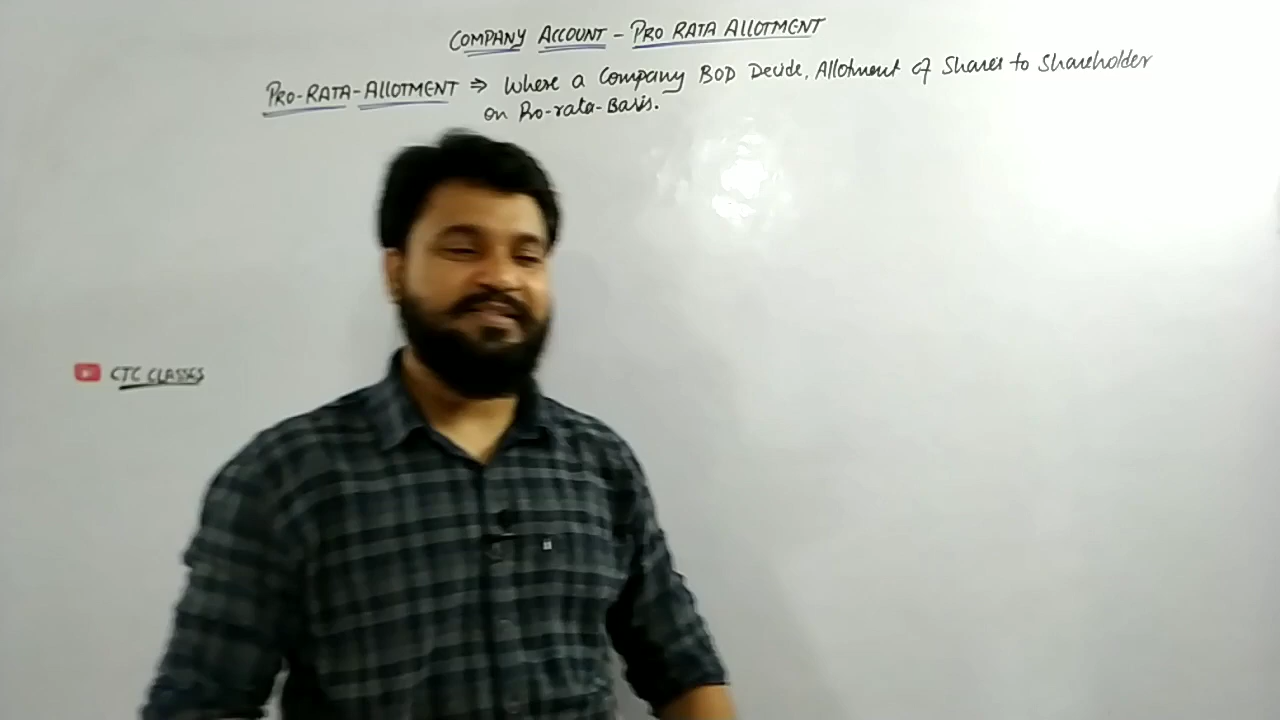 COMPANY ACCOUNT - PRO RATA ALLOTMENT
PRO-RATA-ALLOTMENT ⇒ Where a Company BOD Decide, Allotment of Shares to Shareholder
on Pro-rata-Basis.
CTC CLASSES